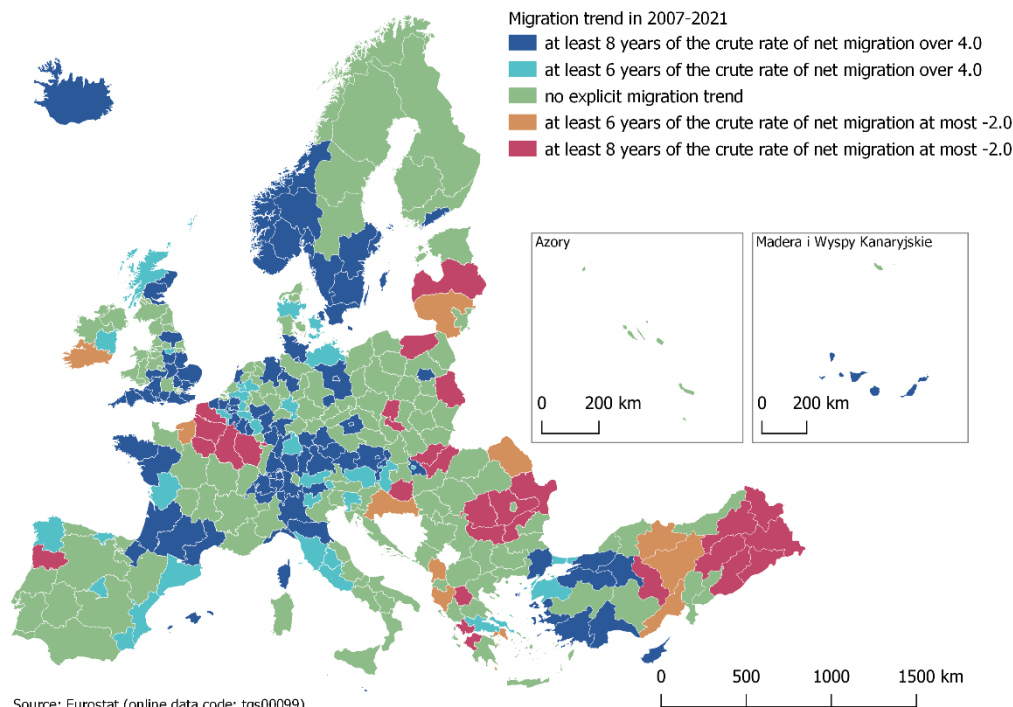 Migration trend in 2007-2021
at least 8 years of the crute rate of net migration over 4.0
at least 6 years of the crute rate of net migration over 4.0
no explicit migration trend
at least 6 years of the crute rate of net migration at most -2.0
at least 8 years of the crute rate of net migration at most -2.0
Azory
Madera i Wyspy Kanaryjskie
0 200 km
0 200 km
0 500 1000 1500 km
Source: Eurostat (online data code: tgs00099)